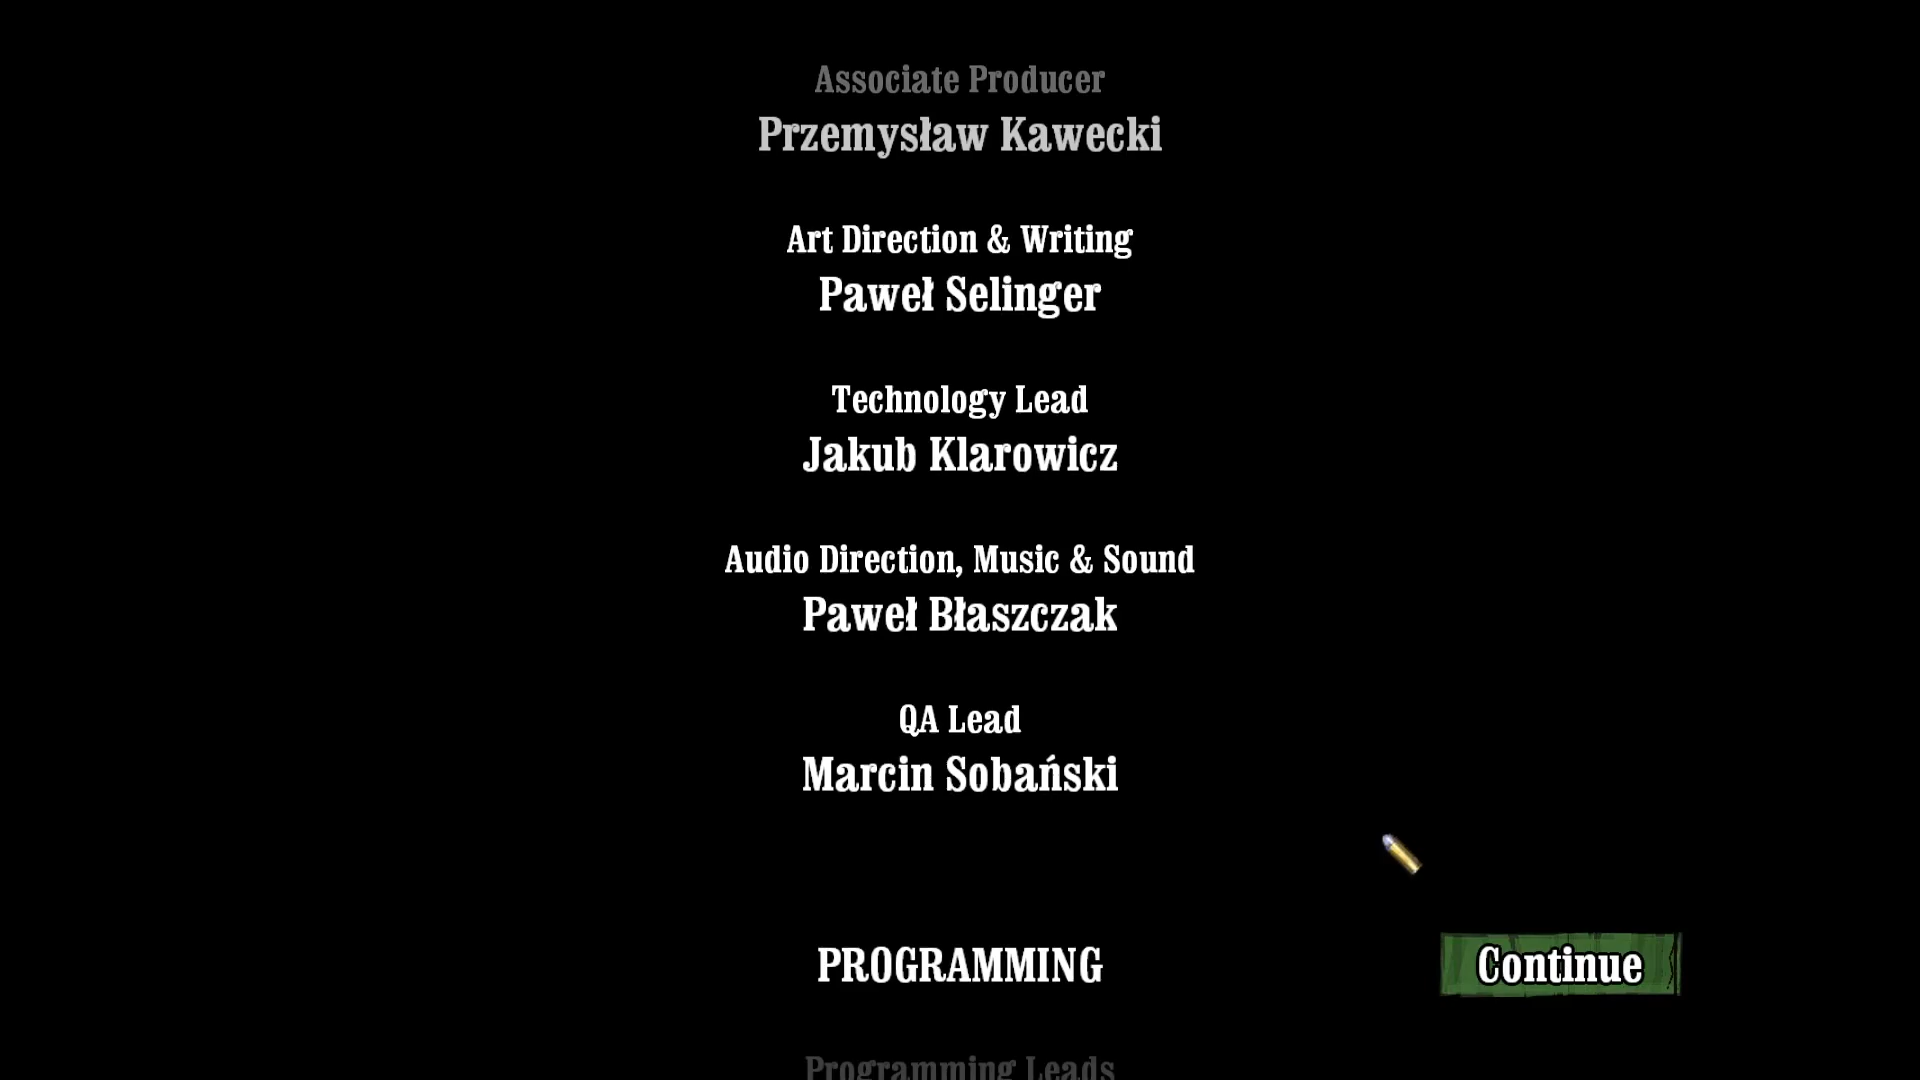 Associate Producer
Przemysław Kawecki
Art Direction & Writing
Paweł Selinger
Technology Lead
Jakub Klarowicz
Audio Direction, Music & Sound
Paweł Błaszczak
QA Lead
Marcin Sobański
PROGRAMMING
Continue
Programming Leads